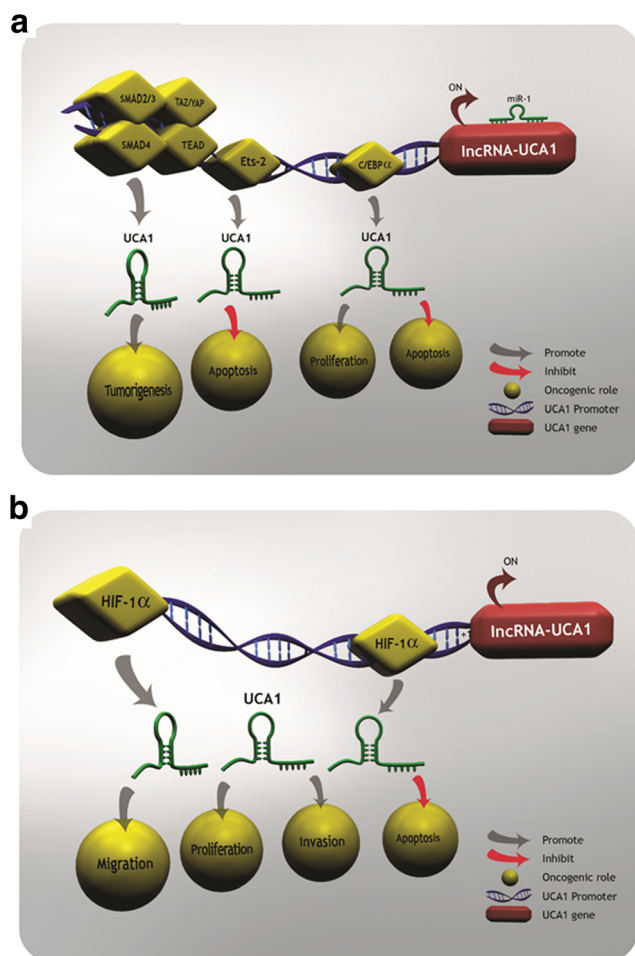 a
SMAD2/3
TAZ/YAP
SMAD4
TEAD
Ets-2
C/EBPα
ON
miR-1
lncRNA-UCA1
UCA1
UCA1
UCA1
Tumorigenesis
Apoptosis
Proliferation
Apoptosis
Promote
Inhibit
Oncogenic role
UCA1 Promoter
UCA1 gene
b
HIF-1α
HIF-1α
ON
lncRNA-UCA1
UCA1
Migration
Proliferation
Invasion
Apoptosis
Promote
Inhibit
Oncogenic role
UCA1 Promoter
UCA1 gene